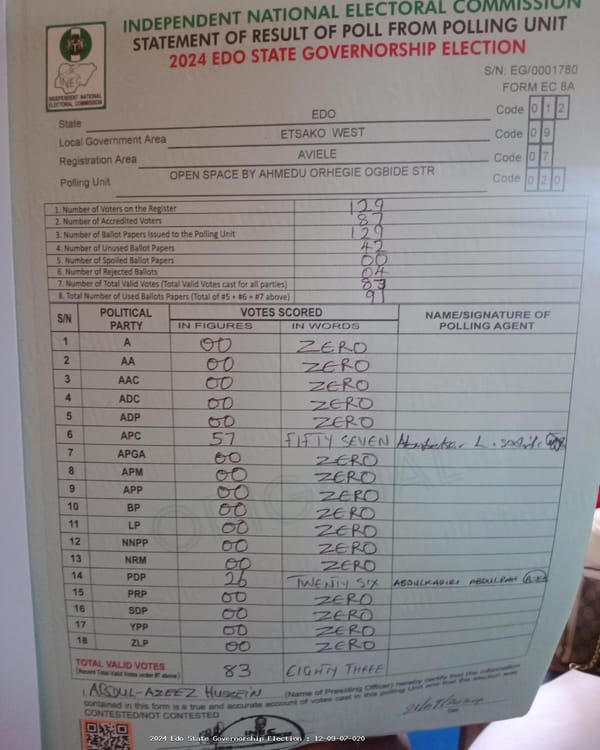 INDEPENDENT NATIONAL ELECTORAL COMMISSION
STATEMENT OF RESULT OF POLL FROM POLLING UNIT
2024 EDO STATE GOVERNORSHIP ELECTION
INEC
INDEPENDENT NATIONAL
ELECTORAL COMMISSION
S/N: EG/0001780
FORM EC 8A
State EDO Code 0 1 2
Local Government Area ETSAKO WEST Code 0 9
Registration Area AVIELE Code 0 7
Polling Unit OPEN SPACE BY AHMEDU ORHEGIE OGBIDE STR Code 0 2 0
1. Number of Voters on the Register 129
2. Number of Accredited Voters 87
3. Number of Ballot Papers Issued to the Polling Unit 129
4. Number of Unused Ballot Papers 42
5. Number of Spoiled Ballot Papers 00
6. Number of Rejected Ballots 04
7. Number of Total Valid Votes (Total Valid Votes cast for all parties) 83
8. Total Number of Used Ballots Papers (Total of #5 + #6 + #7 above) 91
S/N POLITICAL PARTY VOTES SCORED NAME/SIGNATURE OF POLLING AGENT
IN FIGURES IN WORDS
1 A 00 ZERO
2 AA 00 ZERO
3 AAC 00 ZERO
4 ADC 00 ZERO
5 ADP 00 ZERO
6 APC 57 FIFTY SEVEN
7 APGA 00 ZERO
8 APM 00 ZERO
9 APP 00 ZERO
10 BP 00 ZERO
11 LP 00 ZERO
12 NNPP 00 ZERO
13 NRM 00 ZERO
14 PDP 26 TWENTY SIX ABDULKADIRI ABDULPAH
15 PRP 00 ZERO
16 SDP 00 ZERO
17 YPP 00 ZERO
18 ZLP 00 ZERO
TOTAL VALID VOTES 83 EIGHTY THREE
(Record Total Valid Votes under #7 above)
I, ABDUL-AZEEZ HUSSEIN (Name of Presiding Officer) hereby certify that the information
contained in this form is a true and accurate account of votes cast in this polling Unit and that the election was
CONTESTED/NOT CONTESTED
2024 Edo State Governorship Election : 12-09-07-020